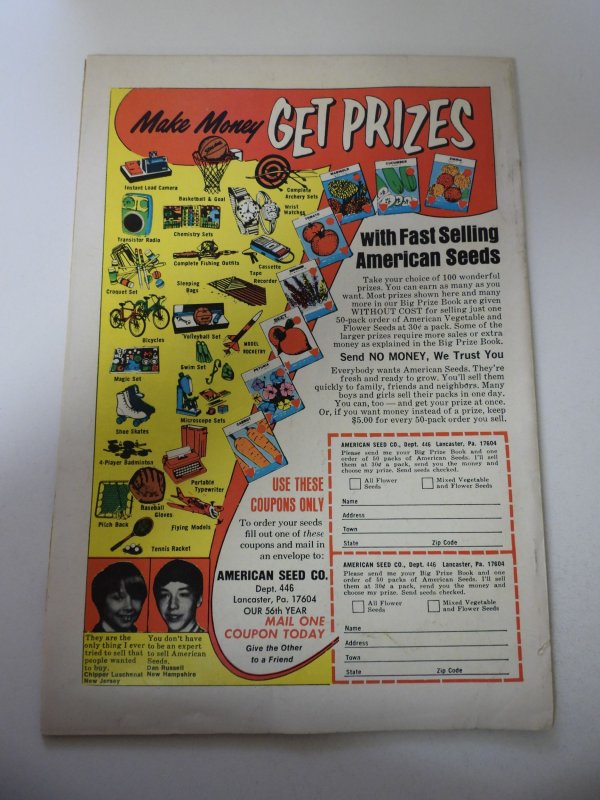 Make Money GET PRIZES
with Fast Selling
American Seeds
Take your choice of 100 wonderful
prizes. You can earn as many as you
want. Most prizes shown here and many
more in our Big Prize Book are given
WITHOUT COST for selling just one
50-pack order of American Vegetable and
Flower Seeds at 30¢ a pack. Some of the
larger prizes require more sales or extra
money as explained in the Big Prize Book.
Send NO MONEY, We Trust You
Everybody wants American Seeds. They're
fresh and ready to grow. You'll sell them
quickly to family, friends and neighbors. Many
boys and girls sell their packs in one day.
You can, too — and get your prize at once.
Or, if you want money instead of a prize, keep
$5.00 for every 50-pack order you sell.
Instant Load Camera
Basketball & Goal
Complete
Archery Sets
Wrist
Watches
Transistor Radio
Chemistry Sets
Complete Fishing Outfits
Cassette
Tape
Recorder
Croquet Set
Sleeping
Bags
Bicycles
Volleyball Set
MODEL
ROCKETRY
Magic Set
Swim Set
Shoe Skates
Microscope Sets
4-Player Badminton
Portable
Typewriter
Pitch Back
Baseball
Gloves
Flying Models
Tennis Racket
MARIGOLD
CUCUMBER
ZINNIA
TOMATO
BEET
PETUNIA
CARROT
USE THESE
COUPONS ONLY
To order your seeds
fill out one of these
coupons and mail in
an envelope to:
AMERICAN SEED CO.
Dept. 446
Lancaster, Pa. 17604
OUR 56th YEAR
MAIL ONE
COUPON TODAY
Give the Other
to a Friend
They are the
only thing I ever
tried to sell that
people wanted
to buy.
Chipper Luschnnat
New Jersey
You don't have
to be an expert
to sell American
Seeds.
Dan Russell
New Hampshire
AMERICAN SEED CO., Dept. 446 Lancaster, Pa. 17604
Please send me your Big Prize Book and one
order of 50 packs of American Seeds. I'll sell
them at 30¢ a pack, send you the money and
choose my prize. Send seeds checked.
All Flower
Seeds
Mixed Vegetable
and Flower Seeds
Name
Address
Town
State Zip Code
AMERICAN SEED CO., Dept. 446 Lancaster, Pa. 17604
Please send me your Big Prize Book and one
order of 50 packs of American Seeds. I'll sell
them at 30¢ a pack, send you the money and
choose my prize. Send seeds checked.
All Flower
Seeds
Mixed Vegetable
and Flower Seeds
Name
Address
Town
State Zip Code